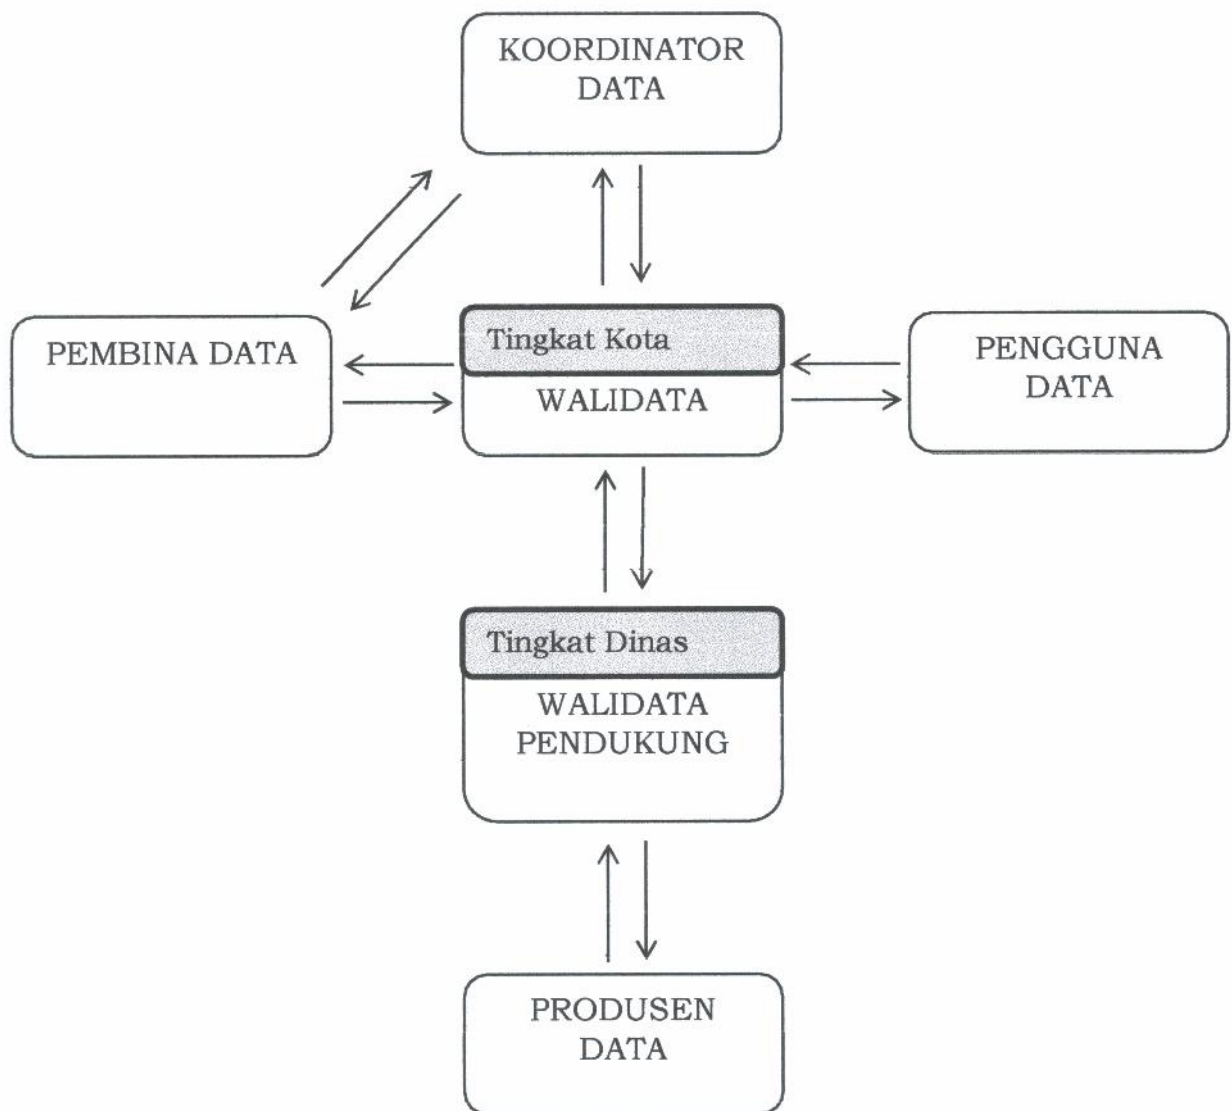 KOORDINATOR
DATA
PEMBINA DATA
Tingkat Kota
WALIDATA
PENGGUNA
DATA
Tingkat Dinas
WALIDATA
PENDUKUNG
PRODUSEN
DATA